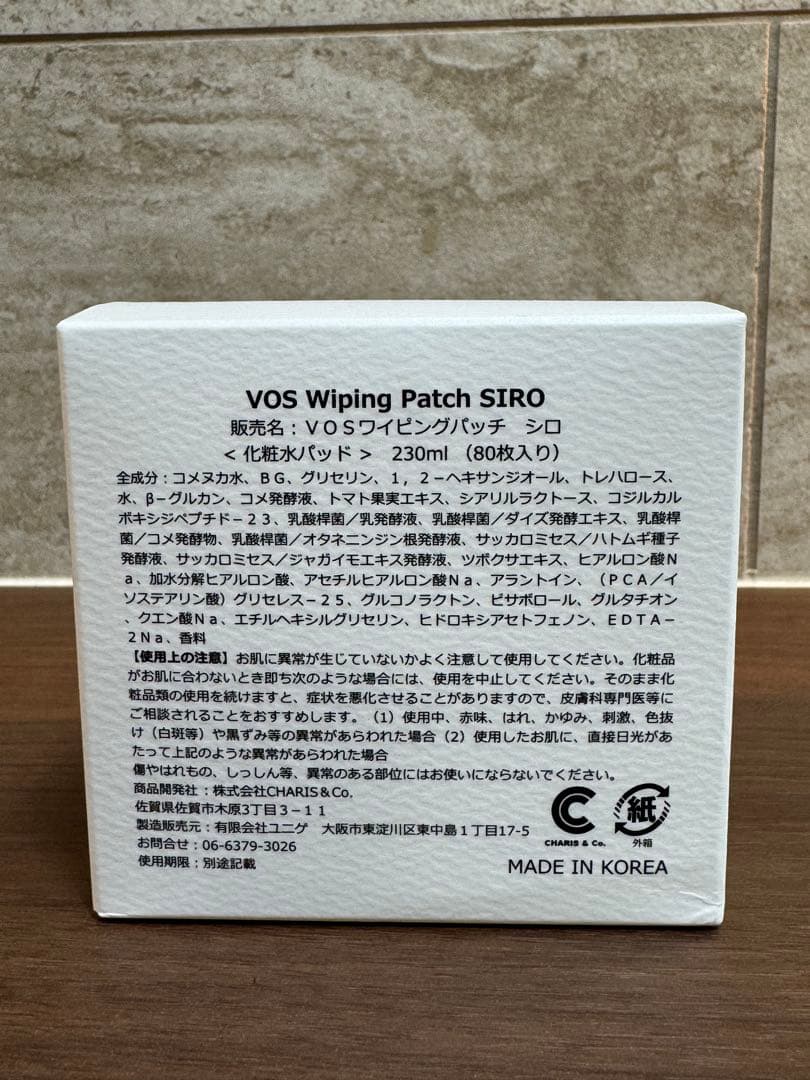 VOS Wiping Patch SIRO
販売名：ＶＯＳワイピングパッチ　シロ
＜ 化粧水パッド ＞　230ml （80枚入り）
全成分：コメヌカ水、ＢＧ、グリセリン、１，２－ヘキサンジオール、トレハロース、
水、β－グルカン、コメ発酵液、トマト果実エキス、シアリルラクトース、コジルカル
ボキシジペプチド－２３、乳酸桿菌／乳発酵液、乳酸桿菌／ダイズ発酵エキス、乳酸桿
菌／コメ発酵物、乳酸桿菌／オタネニンジン根発酵液、サッカロミセス／ハトムギ種子
発酵液、サッカロミセス／ジャガイモエキス発酵液、ツボクサエキス、ヒアルロン酸Ｎ
ａ、加水分解ヒアルロン酸、アセチルヒアルロン酸Ｎａ、アラントイン、（ＰＣＡ／イ
ソステアリン酸）グリセレス－２５、グルコノラクトン、ビサボロール、グルタチオン
、クエン酸Ｎａ、エチルヘキシルグリセリン、ヒドロキシアセトフェノン、ＥＤＴＡ－
２Ｎａ、香料
【使用上の注意】お肌に異常が生じていないかよく注意して使用してください。化粧品
がお肌に合わないとき即ち次のような場合には、使用を中止してください。そのまま化
粧品類の使用を続けますと、症状を悪化させることがありますので、皮膚科専門医等に
ご相談されることをおすすめします。（1）使用中、赤味、はれ、かゆみ、刺激、色抜
け（白斑等）や黒ずみ等の異常があらわれた場合（2）使用したお肌に、直接日光があ
たって上記のような異常があらわれた場合
傷やはれもの、しっしん等、異常のある部位にはお使いにならないでください。
商品開発社：株式会社CHARIS＆Co.
佐賀県佐賀市木原3丁目３－１１
製造販売元：有限会社ユニゲ　大阪市東淀川区東中島１丁目17-5
お問合せ：06-6379-3026
使用期限：別途記載
CHARIS & Co.
紙
外箱
MADE IN KOREA